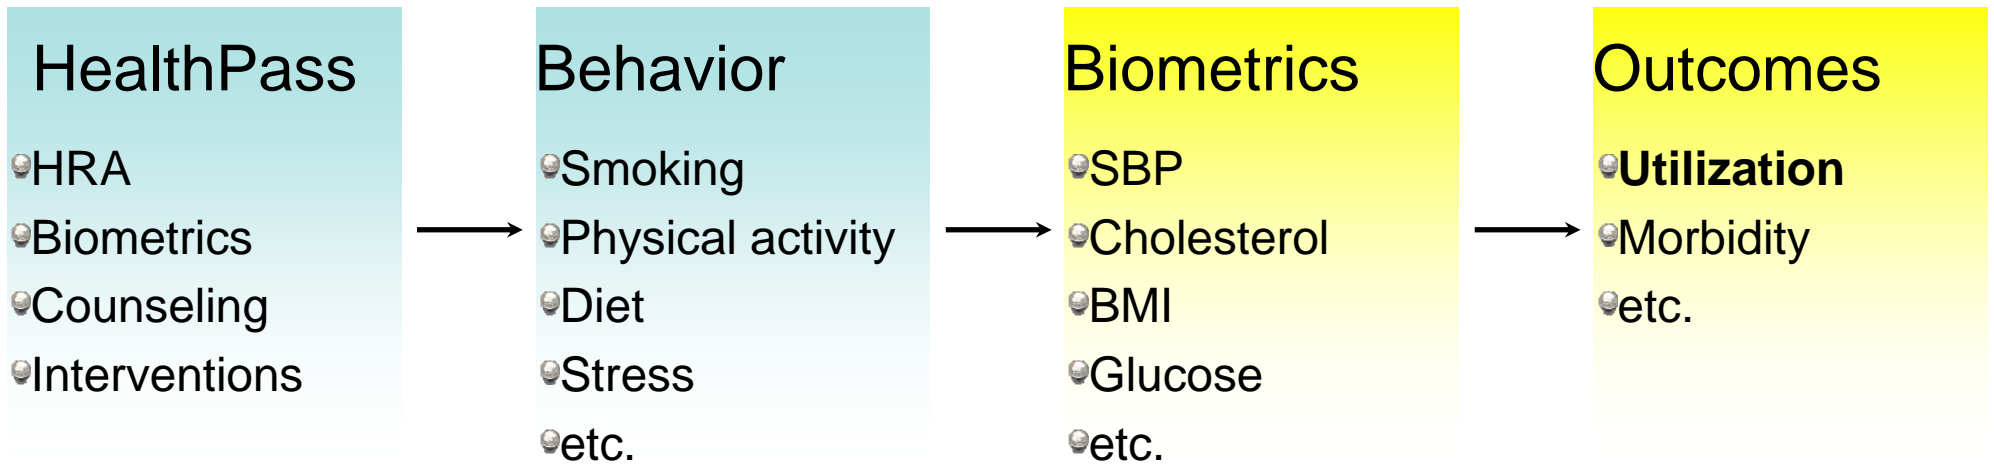 HealthPass
HRA
Biometrics
Counseling
Interventions
Behavior
Smoking
Physical activity
Diet
Stress
etc.
Biometrics
SBP
Cholesterol
BMI
Glucose
etc.
Outcomes
Utilization
Morbidity
etc.